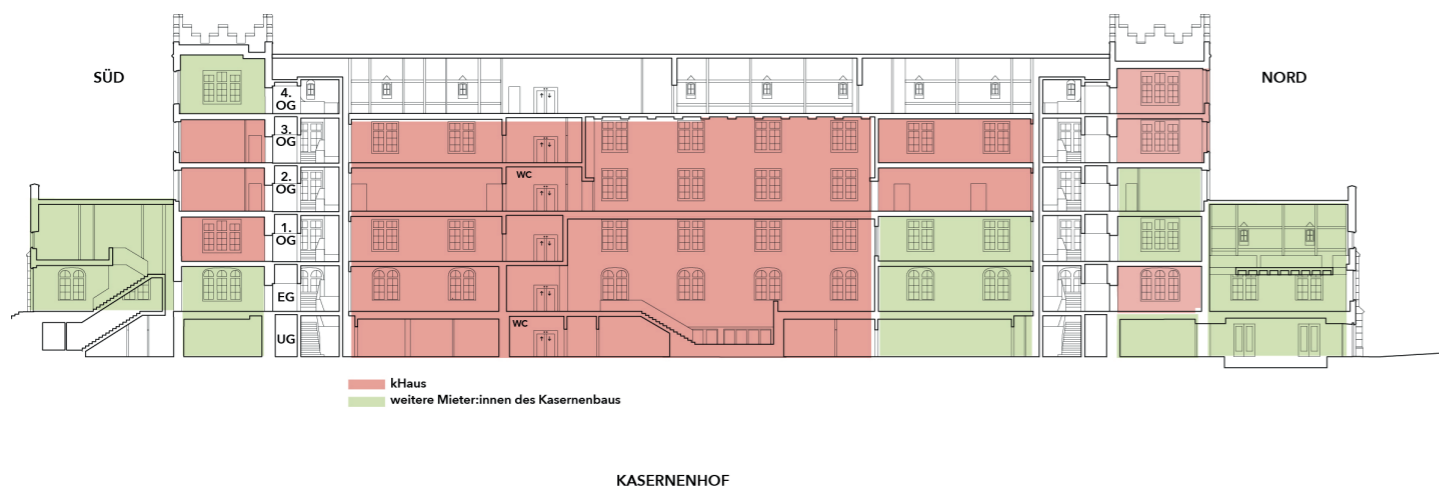 SÜD
NORD
4.
OG
3.
OG
2.
OG
WC
1.
OG
EG
UG
WC
kHaus
weitere Mieter:innen des Kasernenbaus
KASERNENHOF